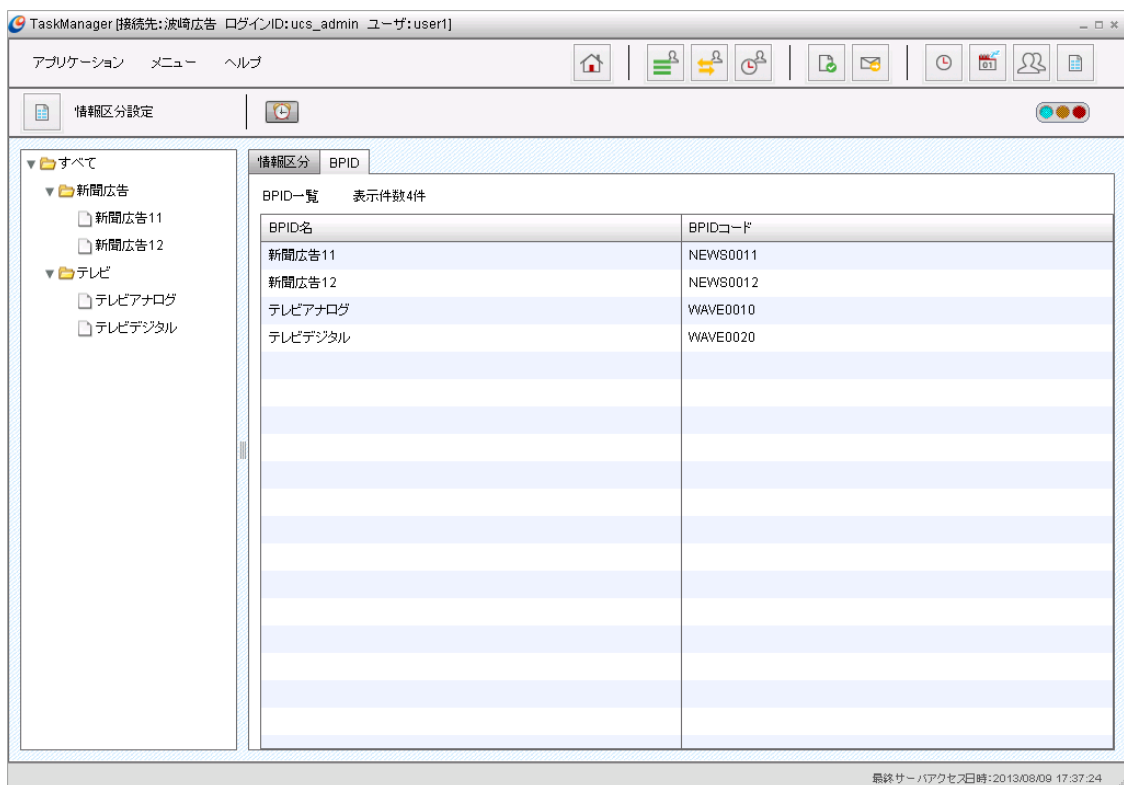 TaskManager [接続先:波崎広告 ログインID:ucs_admin ユーザ:user1]
アプリケーション メニュー ヘルプ
01
情報区分設定
すべて
新聞広告
新聞広告11
新聞広告12
テレビ
テレビアナログ
テレビデジタル
情報区分 BPID
BPID一覧 表示件数4件
BPID名 BPIDコード
新聞広告11 NEWS0011
新聞広告12 NEWS0012
テレビアナログ WAVE0010
テレビデジタル WAVE0020
最終サーバアクセス日時:2013/08/09 17:37:24